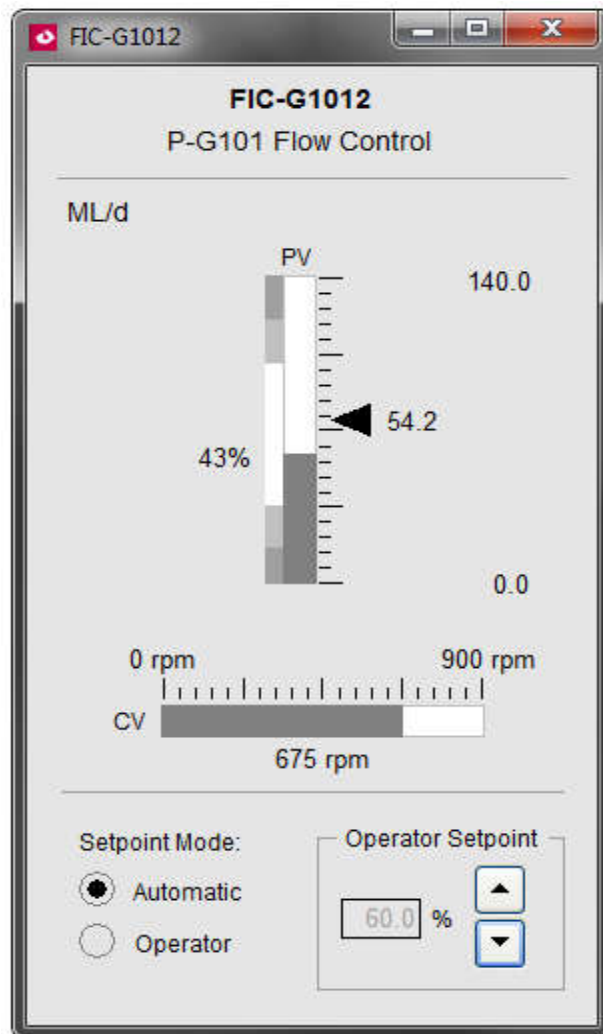 FIC-G1012
FIC-G1012
P-G101 Flow Control
ML/d
PV
140.0
54.2
43%
0.0
0 rpm 900 rpm
CV
675 rpm
Setpoint Mode:
Automatic
Operator
Operator Setpoint
60.0 %